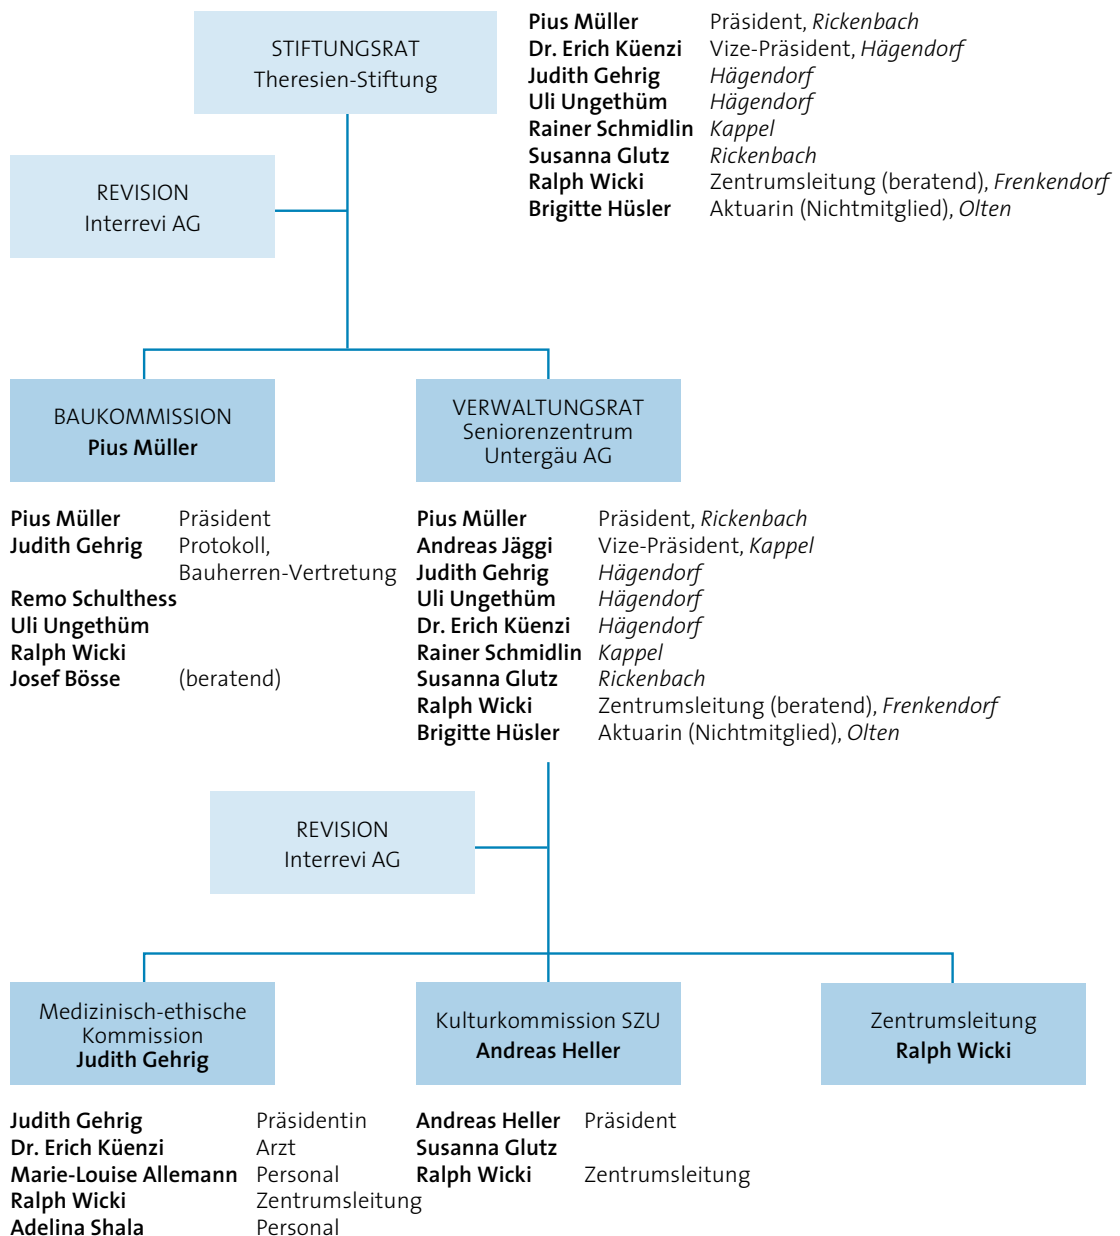 STIFTUNGSRAT
Theresien-Stiftung
Pius Müller Präsident, Rickenbach
Dr. Erich Küenzi Vize-Präsident, Hägendorf
Judith Gehrig Hägendorf
Uli Ungethüm Hägendorf
Rainer Schmidlin Kappel
Susanna Glutz Rickenbach
Ralph Wicki Zentrumsleitung (beratend), Frenkendorf
Brigitte Hüsler Aktuarin (Nichtmitglied), Olten
REVISION
Interrevi AG
BAUKOMMISSION
Pius Müller
Pius Müller Präsident
Judith Gehrig Protokoll,
Bauherren-Vertretung
Remo Schulthess
Uli Ungethüm
Ralph Wicki
Josef Bösse (beratend)
VERWALTUNGSRAT
Seniorenzentrum
Untergäu AG
Pius Müller Präsident, Rickenbach
Andreas Jäggi Vize-Präsident, Kappel
Judith Gehrig Hägendorf
Uli Ungethüm Hägendorf
Dr. Erich Küenzi Hägendorf
Rainer Schmidlin Kappel
Susanna Glutz Rickenbach
Ralph Wicki Zentrumsleitung (beratend), Frenkendorf
Brigitte Hüsler Aktuarin (Nichtmitglied), Olten
REVISION
Interrevi AG
Medizinisch-ethische
Kommission
Judith Gehrig
Judith Gehrig Präsidentin
Dr. Erich Küenzi Arzt
Marie-Louise Allemann Personal
Ralph Wicki Zentrumsleitung
Adelina Shala Personal
Kulturkommission SZU
Andreas Heller
Andreas Heller Präsident
Susanna Glutz
Ralph Wicki Zentrumsleitung
Zentrumsleitung
Ralph Wicki